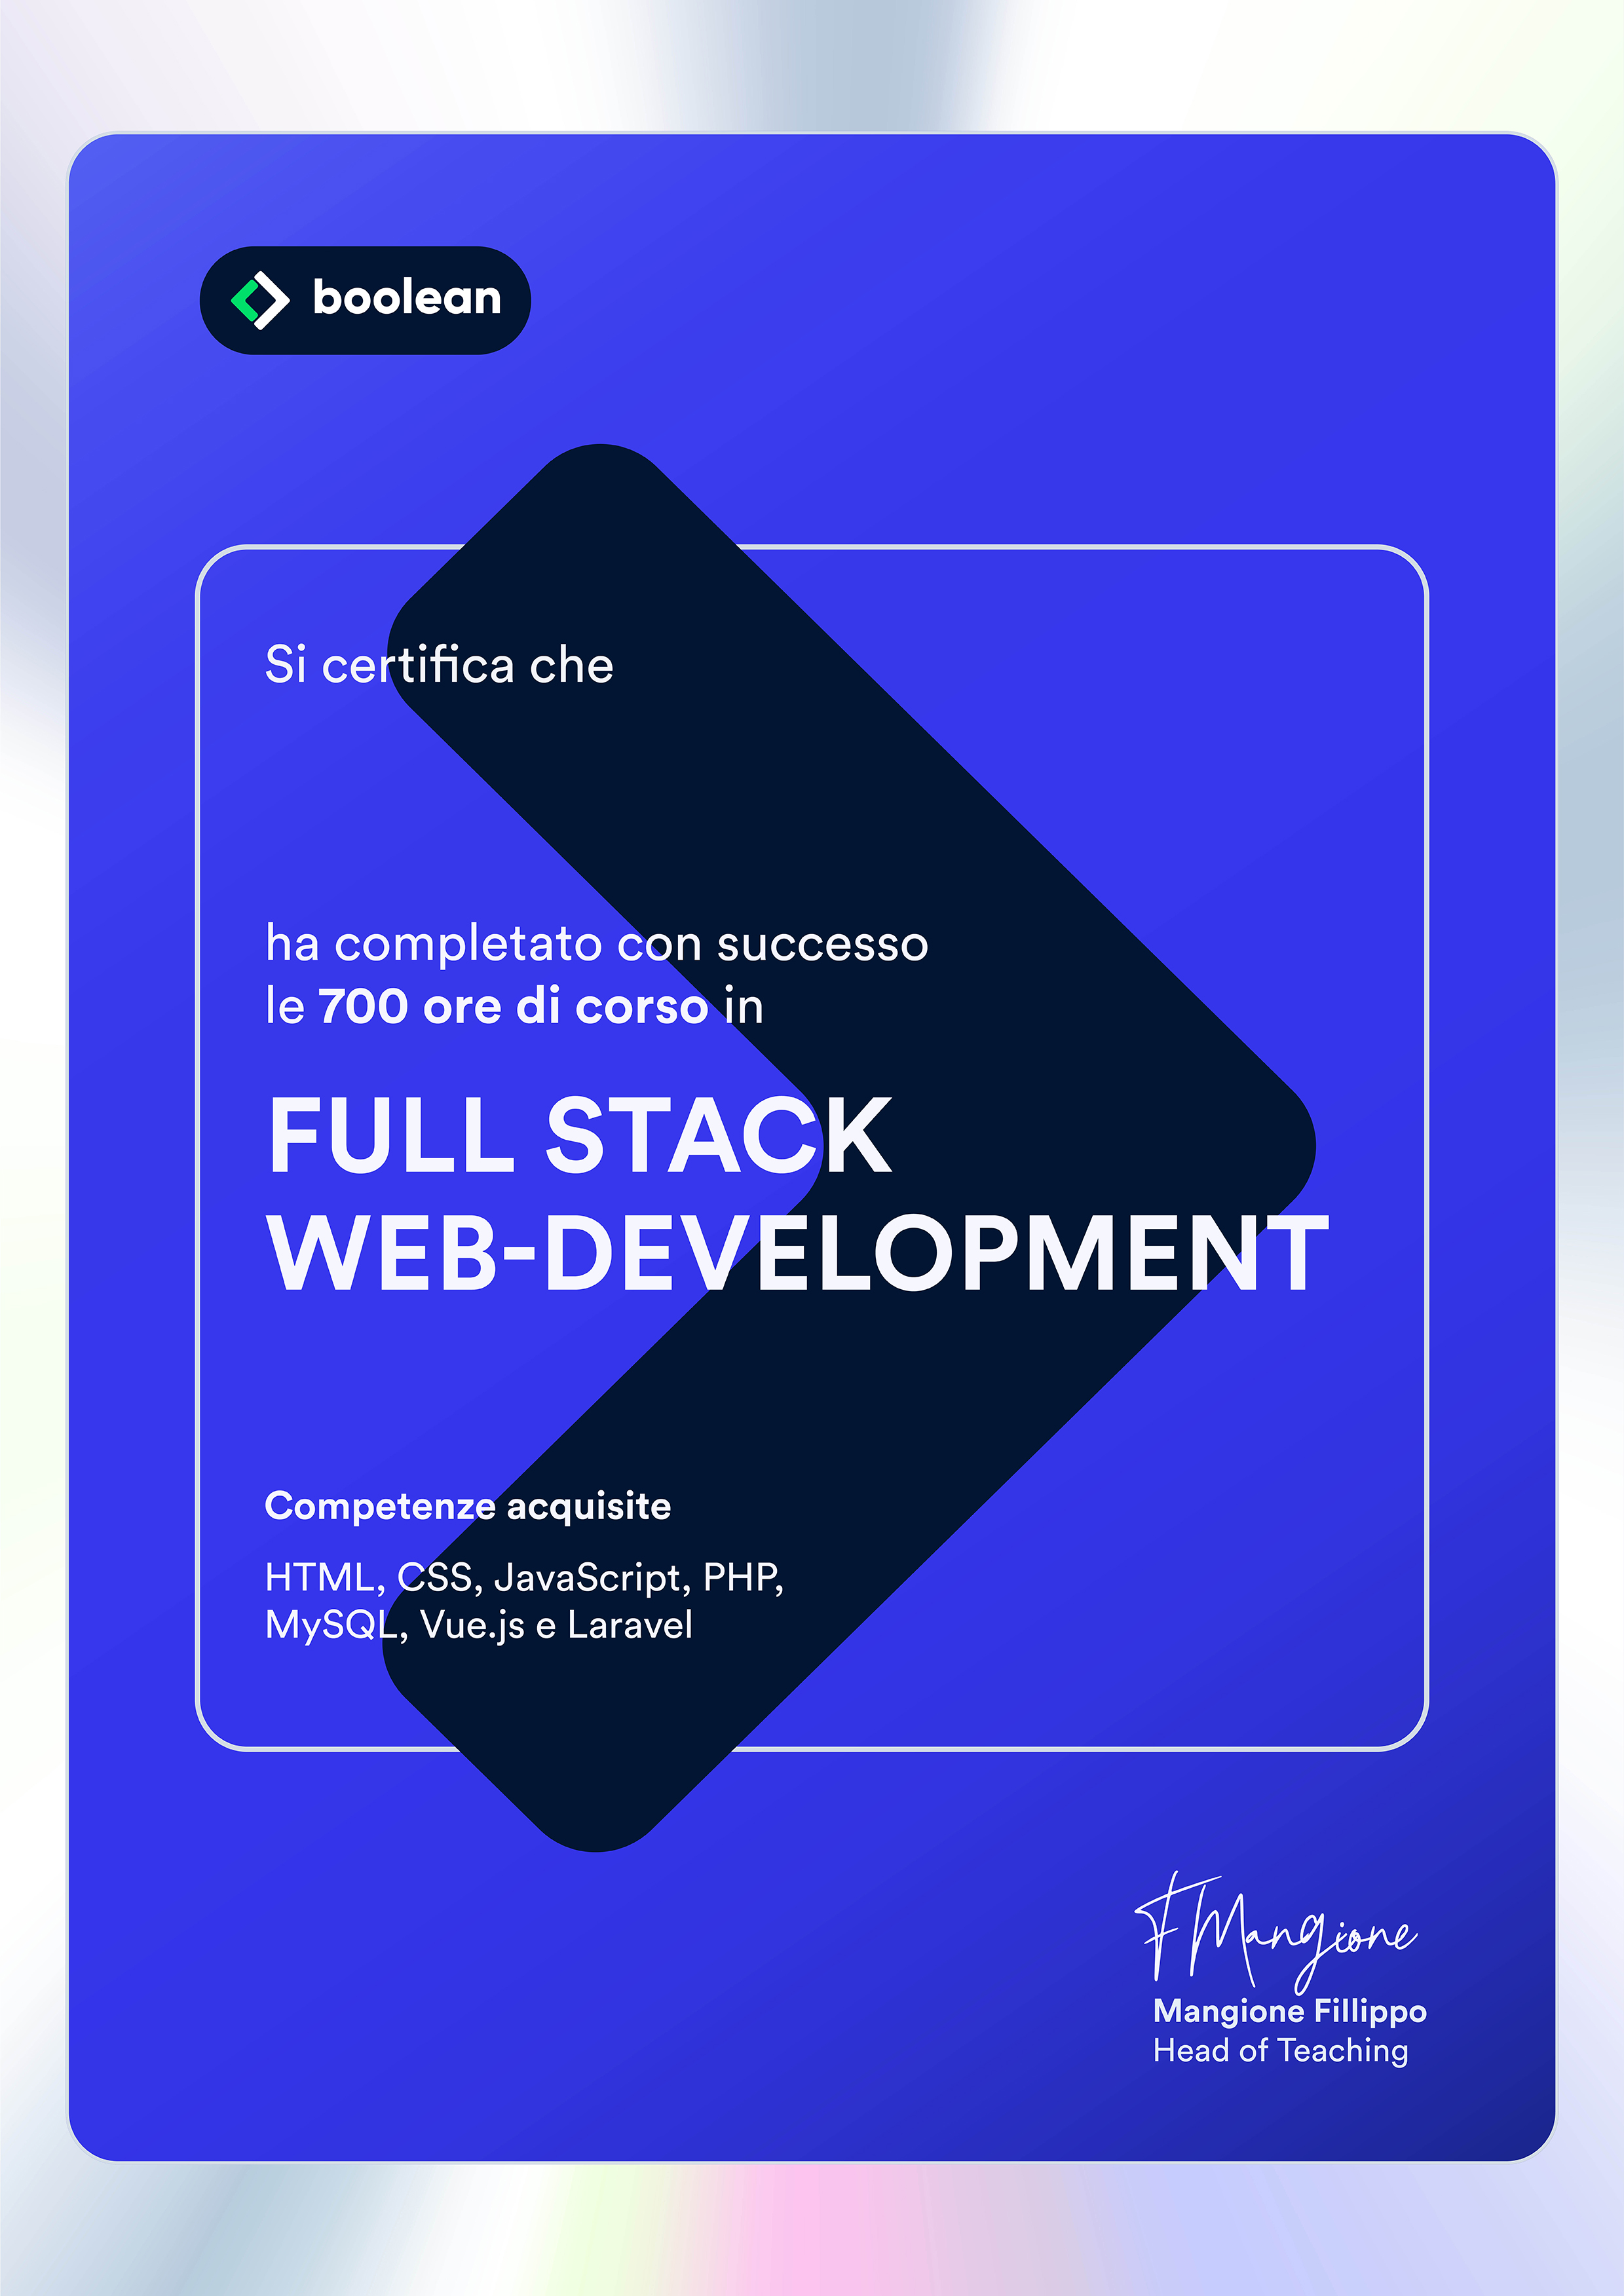 boolean
Si certifica che
ha completato con successo
le 700 ore di corso in
FULL STACK
WEB-DEVELOPMENT
Competenze acquisite
HTML, CSS, JavaScript, PHP,
MySQL, Vue.js e Laravel
F Mangione
Mangione Fillippo
Head of Teaching